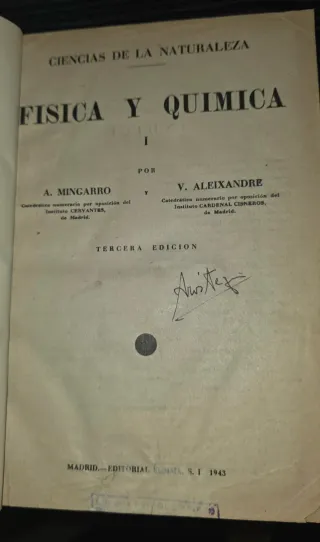 CIENCIAS DE LA NATURALEZA
FISICA Y QUIMICA
I
POR
A. MINGARRO
Catedrático numerario por oposición del
Instituto CERVANTES,
de Madrid.
Y
V. ALEIXANDRE
Catedrático numerario por oposición del
Instituto CARDENAL CISNEROS,
de Madrid.
TERCERA EDICION
MADRID.—EDITORIAL S. I 1943